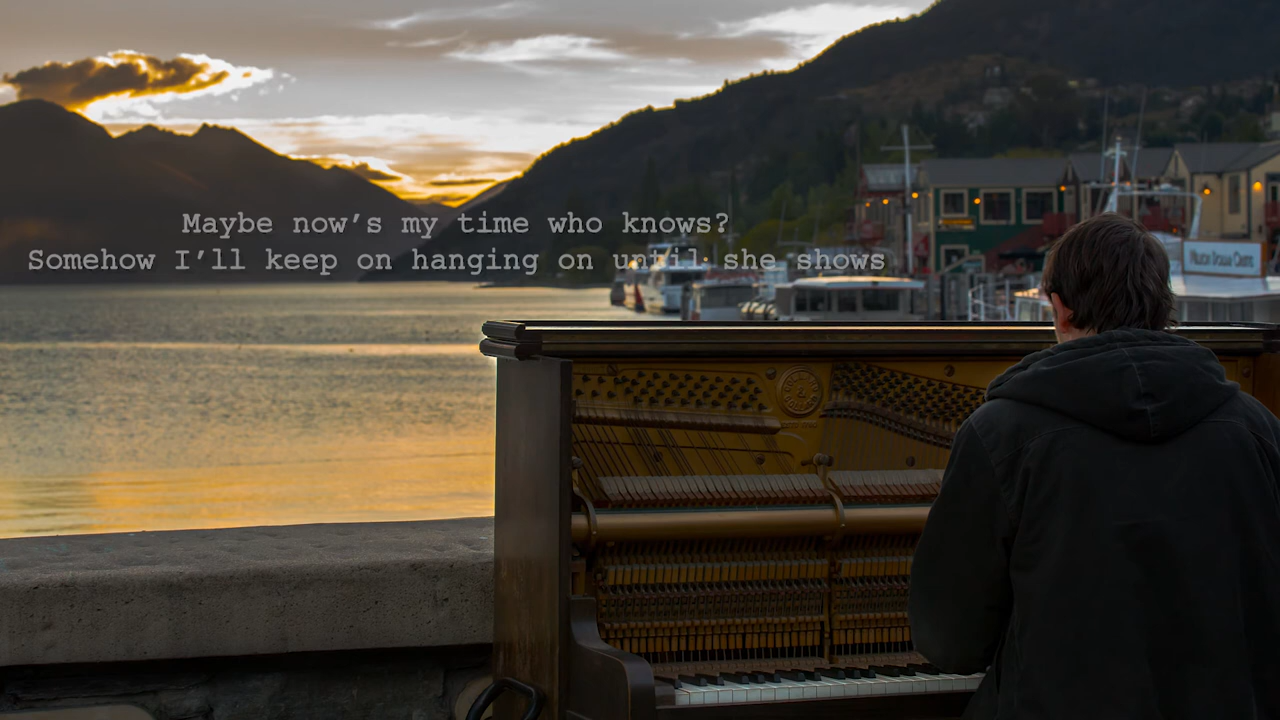 Maybe now’s my time who knows?
Somehow I’ll keep on hanging on until she shows